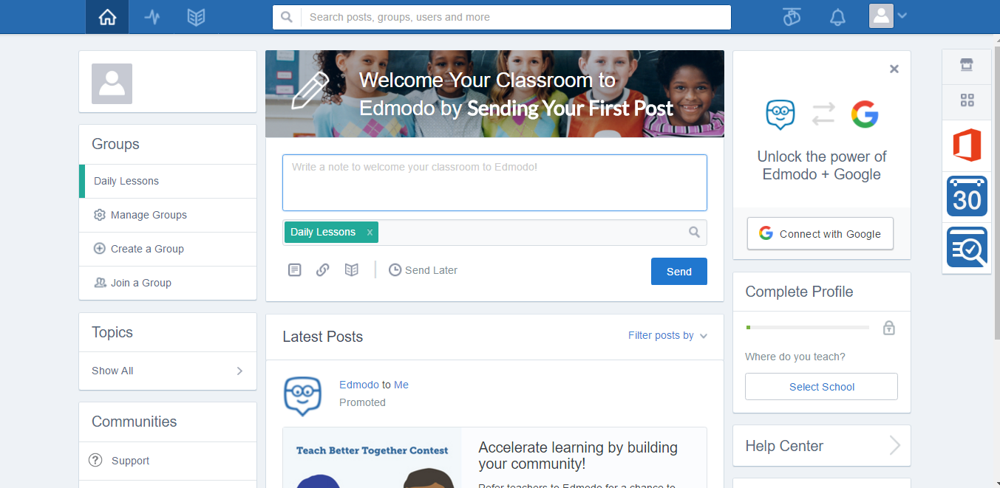 Search posts, groups, users and more
Groups
Daily Lessons
Manage Groups
Create a Group
Join a Group
Topics
Show All
Communities
Support
Welcome Your Classroom to
Edmodo by Sending Your First Post
Write a note to welcome your classroom to Edmodo!
Daily Lessons x
Send Later
Send
Latest Posts
Filter posts by
Edmodo to Me
Promoted
Teach Better Together Contest
Accelerate learning by building
your community!
Refer teachers to Edmodo for a chance to
Unlock the power of
Edmodo + Google
Connect with Google
Complete Profile
Where do you teach?
Select School
Help Center
30